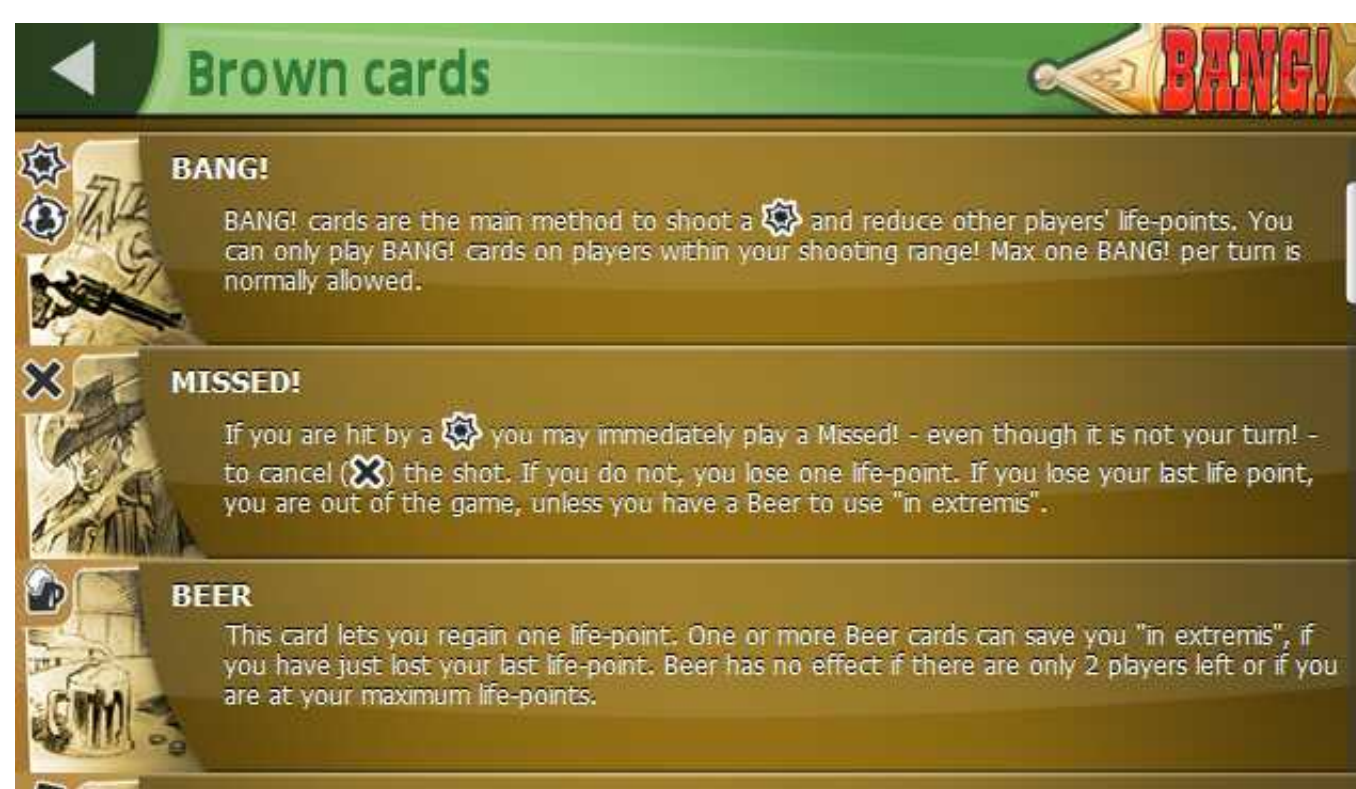 Brown cards
BANG!
BANG!
BANG! cards are the main method to shoot a and reduce other players' life-points. You
can only play BANG! cards on players within your shooting range! Max one BANG! per turn is
normally allowed.
MISSED!
If you are hit by a you may immediately play a Missed! - even though it is not your turn! -
to cancel ( ) the shot. If you do not, you lose one life-point. If you lose your last life point,
you are out of the game, unless you have a Beer to use "in extremis".
BEER
This card lets you regain one life-point. One or more Beer cards can save you "in extremis", if
you have just lost your last life-point. Beer has no effect if there are only 2 players left or if you
are at your maximum life-points.